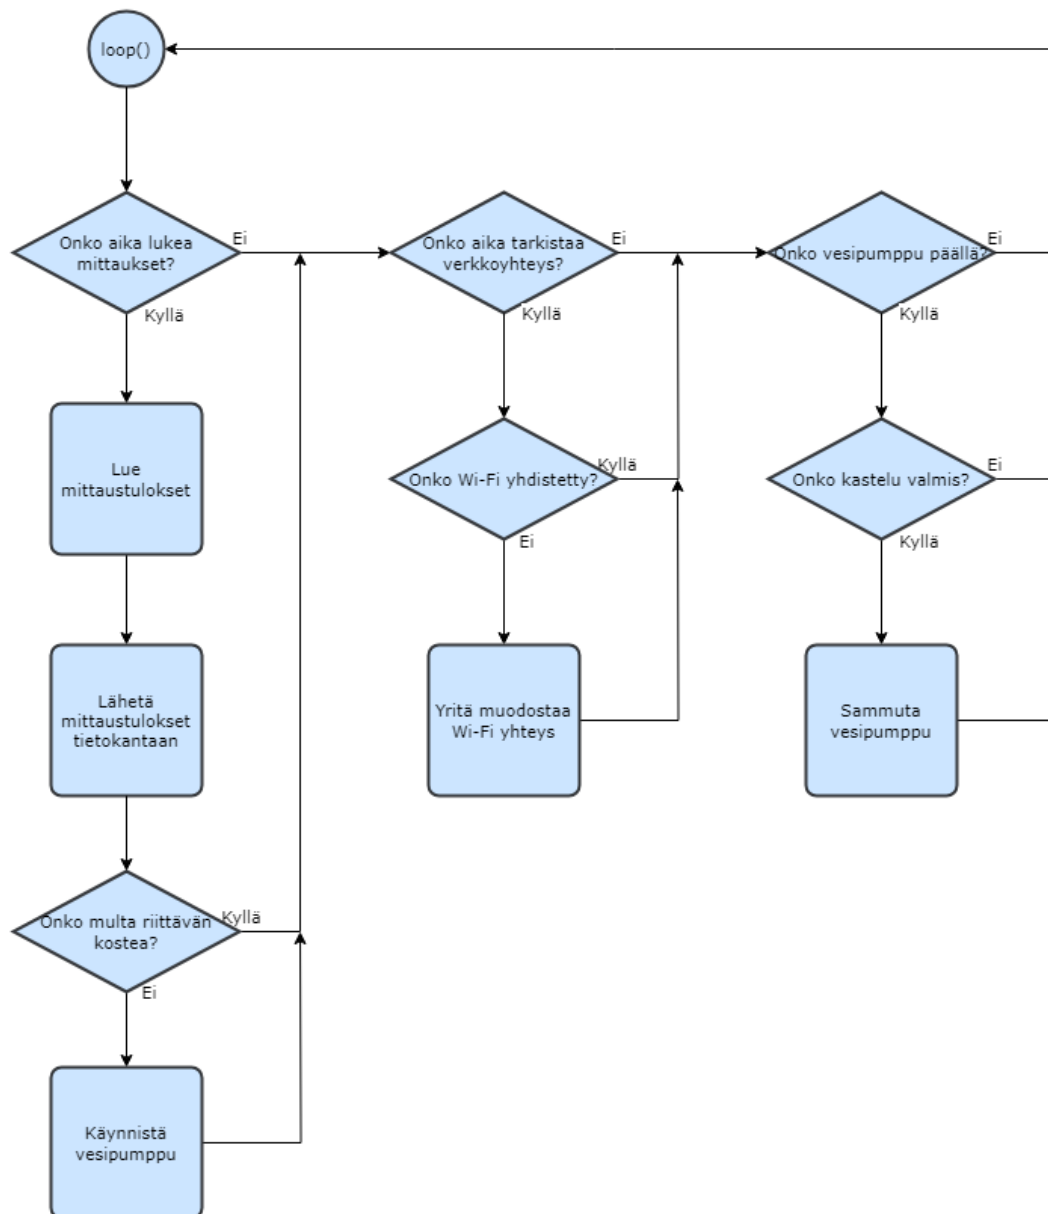 loop()
Onko aika lukea
mittaukset?
Ei
Kyllä
Lue
mittaustulokset
Lähetä
mittaustulokset
tietokantaan
Onko multa riittävän
kostea?
Kyllä
Ei
Käynnistä
vesipumppu
Onko aika tarkistaa
verkkoyhteys?
Ei
Kyllä
Onko Wi-Fi yhdistetty?
Kyllä
Ei
Yritä muodostaa
Wi-Fi yhteys
Onko vesipumppu päällä?
Ei
Kyllä
Onko kastelu valmis?
Ei
Kyllä
Sammuta
vesipumppu